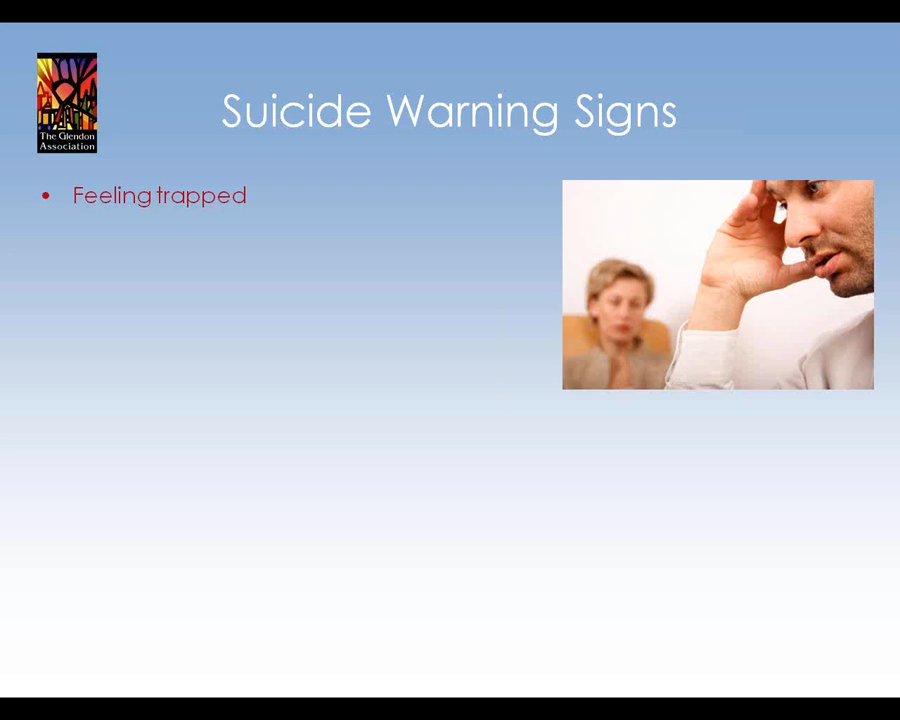 The Glendon
Association
Suicide Warning Signs
• Feeling trapped